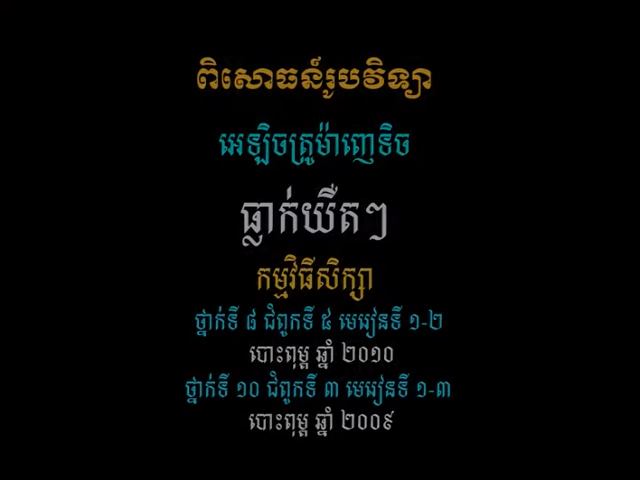 ពិសោធន៍រូបវិទ្យា
អេឡិចត្រូម៉ាញេទិច
ធ្លាក់យឺតៗ
កម្មវិធីសិក្សា
ថ្នាក់ទី ៨ ជំពូកទី ៥ មេរៀនទី ១-២
បោះពុម្ព ឆ្នាំ ២០១០
ថ្នាក់ទី ១០ ជំពូកទី ៣ មេរៀនទី ១-៣
បោះពុម្ព ឆ្នាំ ២០០៩